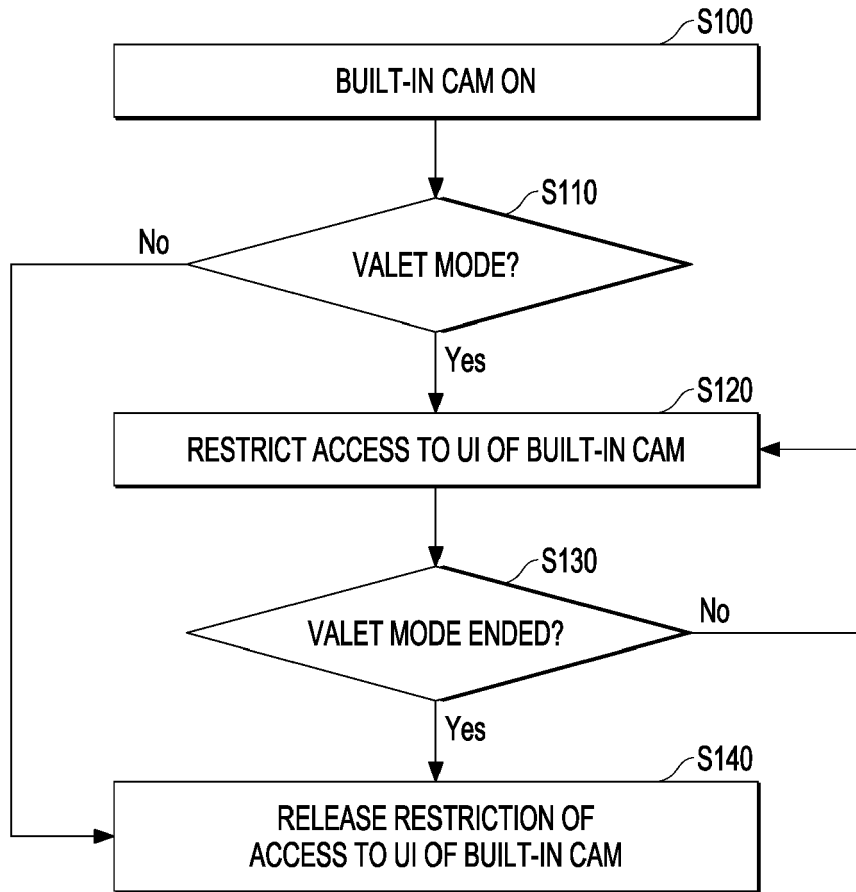 S100
BUILT-IN CAM ON
S110
No
VALET MODE?
Yes
S120
RESTRICT ACCESS TO UI OF BUILT-IN CAM
S130
No
VALET MODE ENDED?
Yes
S140
RELEASE RESTRICTION OF
ACCESS TO UI OF BUILT-IN CAM